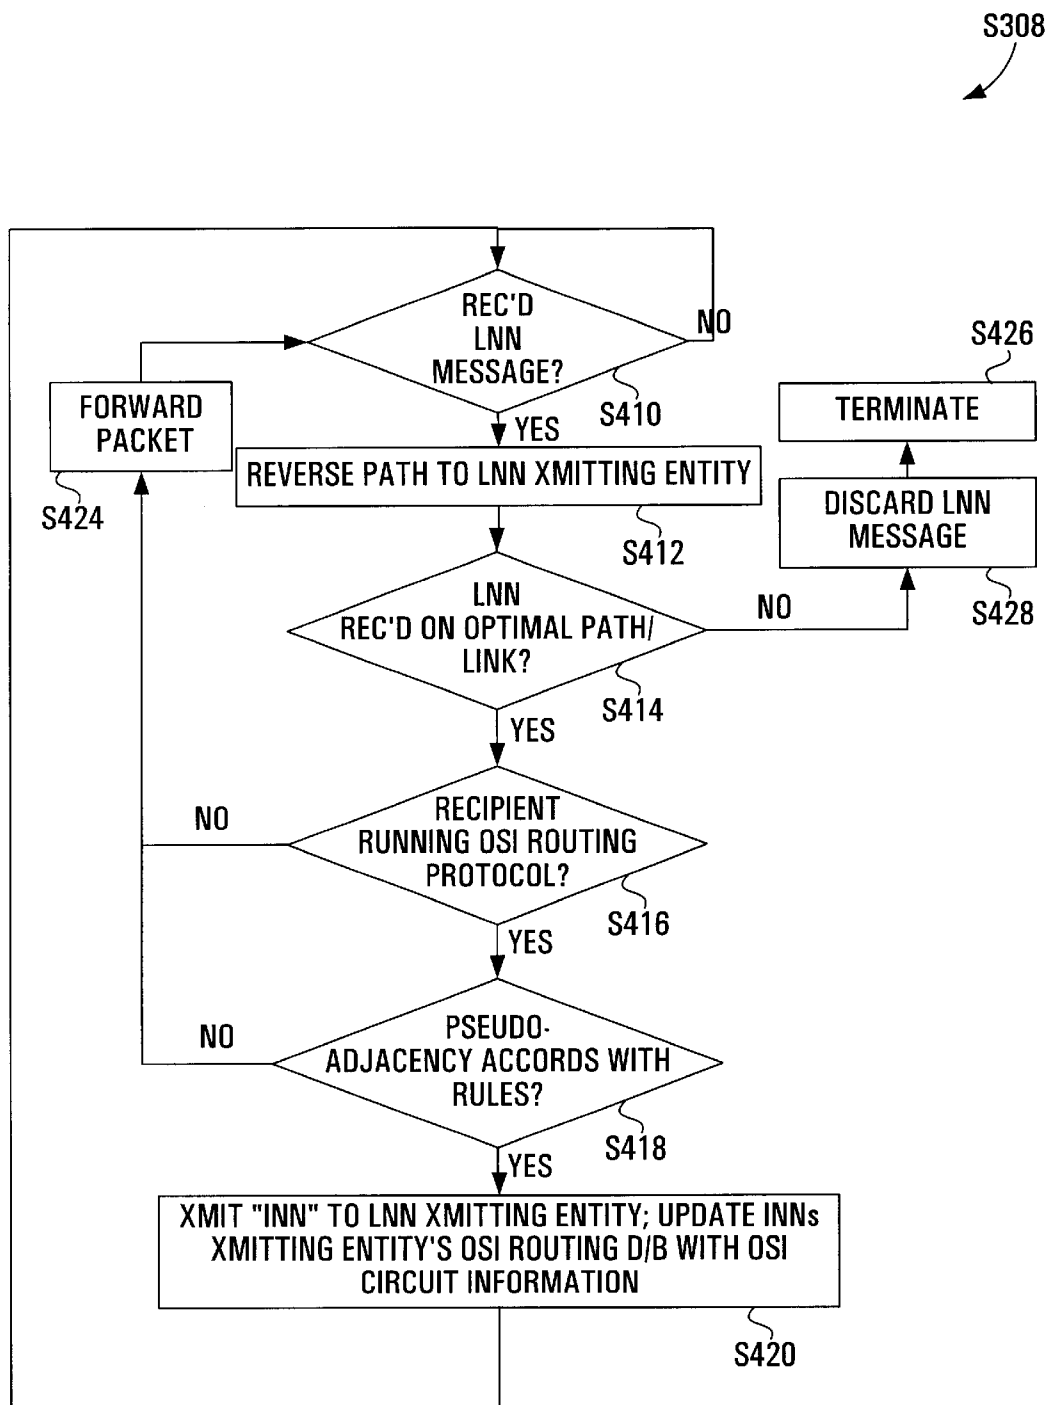 S308
REC'D
LNN
MESSAGE?
NO
S410
YES
FORWARD
PACKET
S424
S426
TERMINATE
REVERSE PATH TO LNN XMITTING ENTITY
S412
DISCARD LNN
MESSAGE
S428
LNN
REC'D ON OPTIMAL PATH/
LINK?
NO
S414
YES
RECIPIENT
RUNNING OSI ROUTING
PROTOCOL?
NO
S416
YES
PSEUDO-
ADJACENCY ACCORDS WITH
RULES?
NO
S418
YES
XMIT "INN" TO LNN XMITTING ENTITY; UPDATE INNs
XMITTING ENTITY'S OSI ROUTING D/B WITH OSI
CIRCUIT INFORMATION
S420